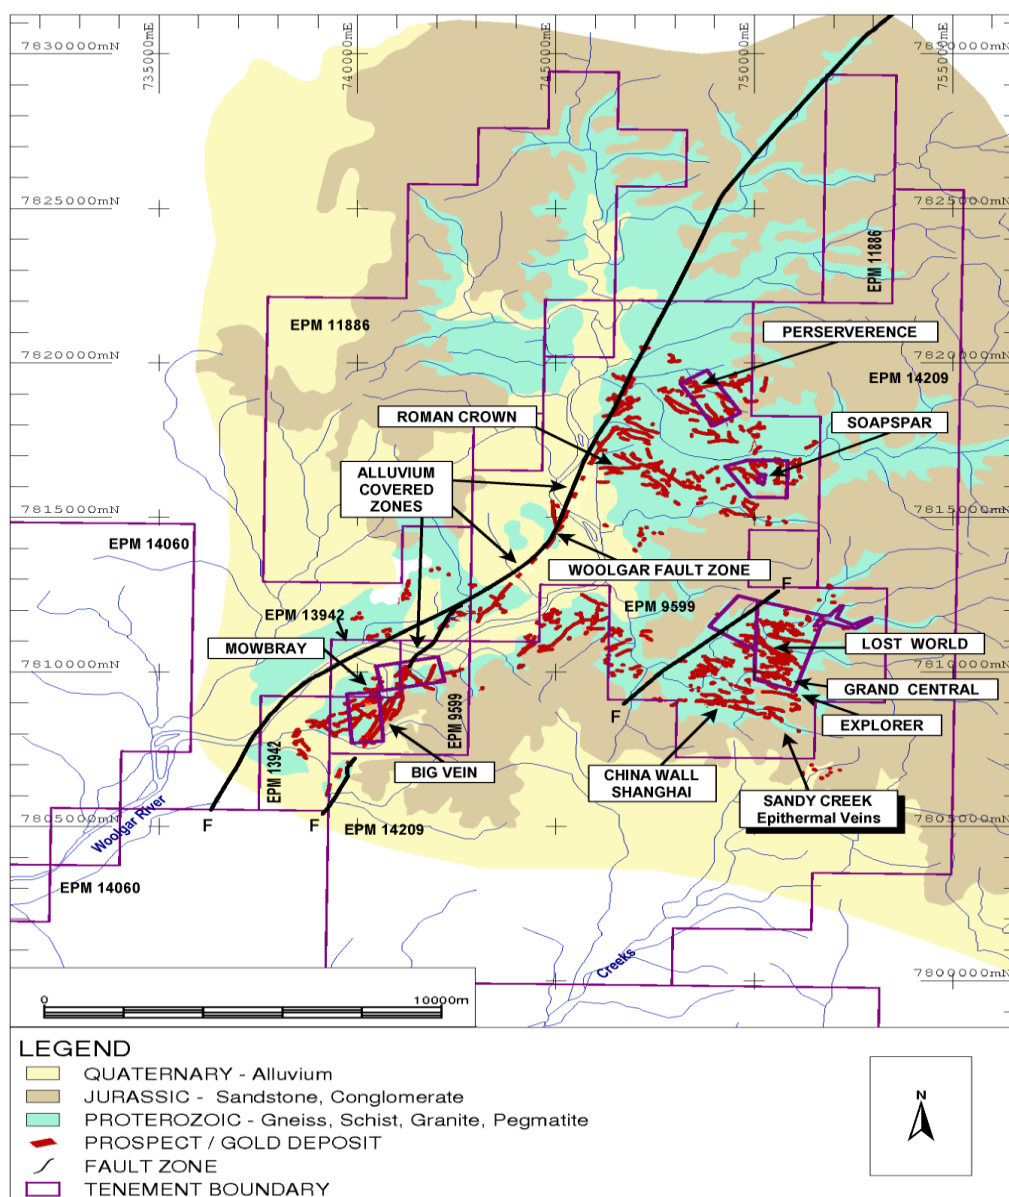 7830000mN
735000mE
740000mE
745000mE
750000mE
755000mE
7830000mN
7825000mN
7825000mN
EPM 11886
EPM 11886
PERSERVERENCE
7820000mN
7820000mN
EPM 14209
ROMAN CROWN
SOAPSPAR
ALLUVIUM
COVERED
ZONES
7815000mN
7815000mN
EPM 14060
WOOLGAR FAULT ZONE
F
EPM 13942
EPM 9599
MOWBRAY
LOST WORLD
7810000mN
7810000mN
GRAND CENTRAL
F
EPM 9599
EXPLORER
EPM 13942
BIG VEIN
CHINA WALL
SHANGHAI
SANDY CREEK
Epithermal Veins
Woolgar River
F
F
EPM 14209
7805000mN
7805000mN
EPM 14060
Creeks
7800000mN
0
10000m
LEGEND
QUATERNARY - Alluvium
JURASSIC - Sandstone, Conglomerate
PROTEROZOIC - Gneiss, Schist, Granite, Pegmatite
PROSPECT / GOLD DEPOSIT
FAULT ZONE
TENEMENT BOUNDARY
N